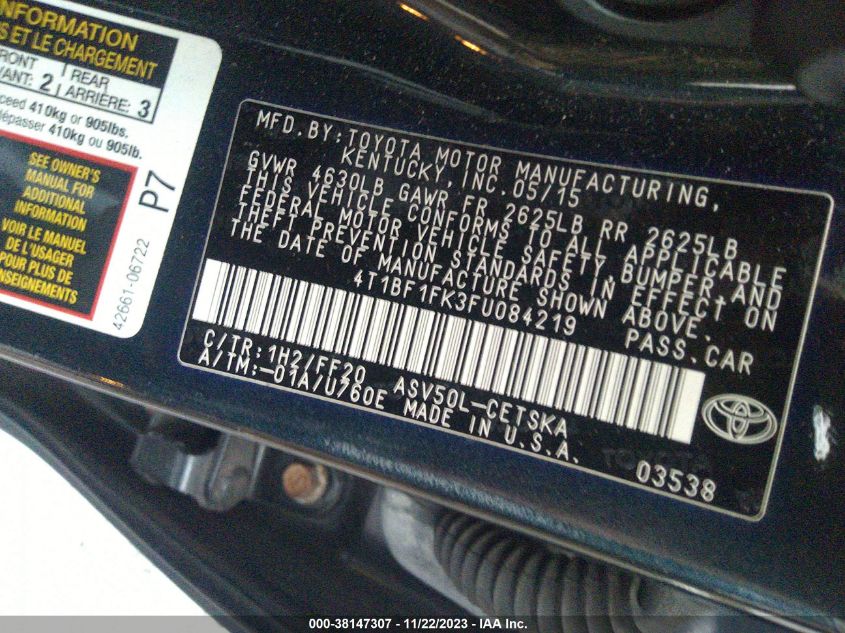 INFORMATION
S ET LE CHARGEMENT
FRONT
VANT: 2
REAR
ARRIÈRE: 3
ceed 410kg or 905lbs.
dépasser 410kg ou 905lb.
SEE OWNER'S
MANUAL FOR
ADDITIONAL
INFORMATION
VOIR LE MANUEL
DE L'USAGER
POUR PLUS DE
NSEIGNEMENTS
P7
42661-06722
MFD.BY:TOYOTA MOTOR MANUFACTURING,
KENTUCKY, INC.05/15
GVWR 4630LB GAWR FR 2625LB RR 2625LB
THIS VEHICLE CONFORMS TO ALL APPLICABLE
FEDERAL MOTOR VEHICLE SAFETY, BUMPER,AND
THEFT PREVENTION STANDARDS IN EFFECT ON
THE DATE OF MANUFACTURE SHOWN ABOVE.
4T1BF1FK3FU084219 PASS.CAR
C/TR:1H2/FF20 ASV50L-CETSKA
A/TM:-01A/U760E MADE IN U.S.A.
TOYOTA
03538
000-38147307 - 11/22/2023 - IAA Inc.